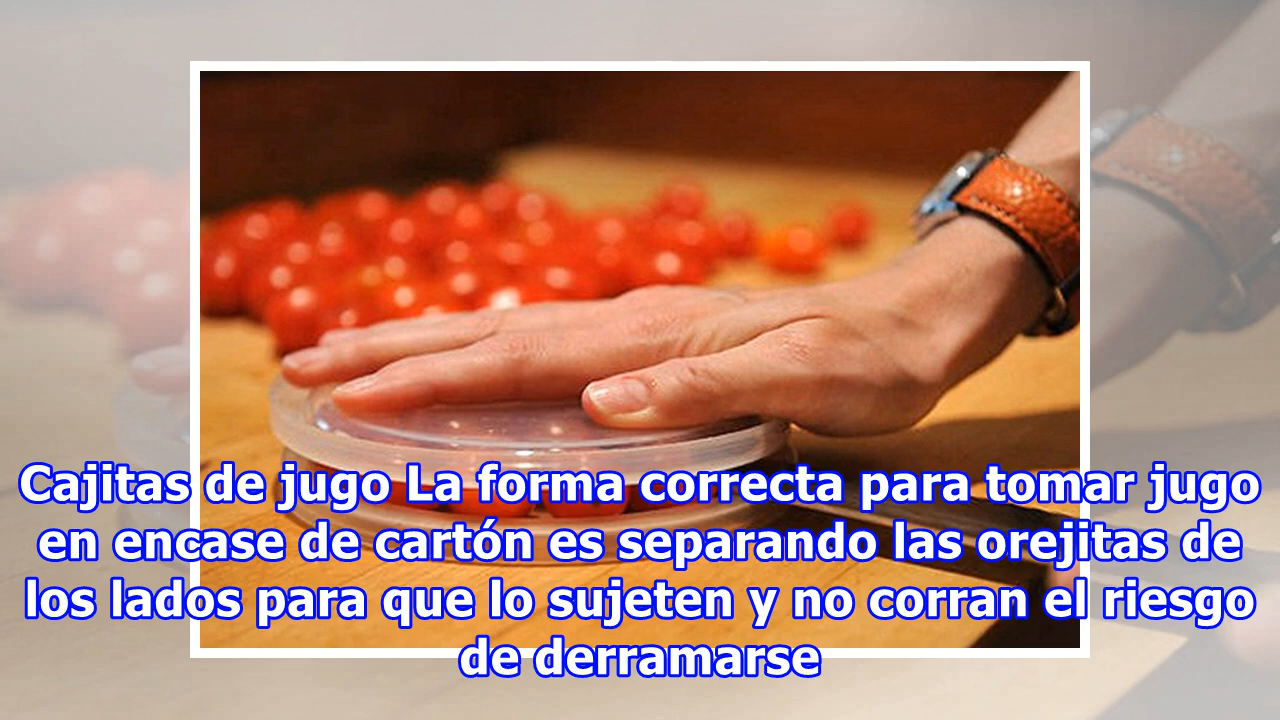 Cajitas de jugo La forma correcta para tomar jugo
en encase de cartón es separando las orejitas de
los lados para que lo sujeten y no corran el riesgo
de derramarse